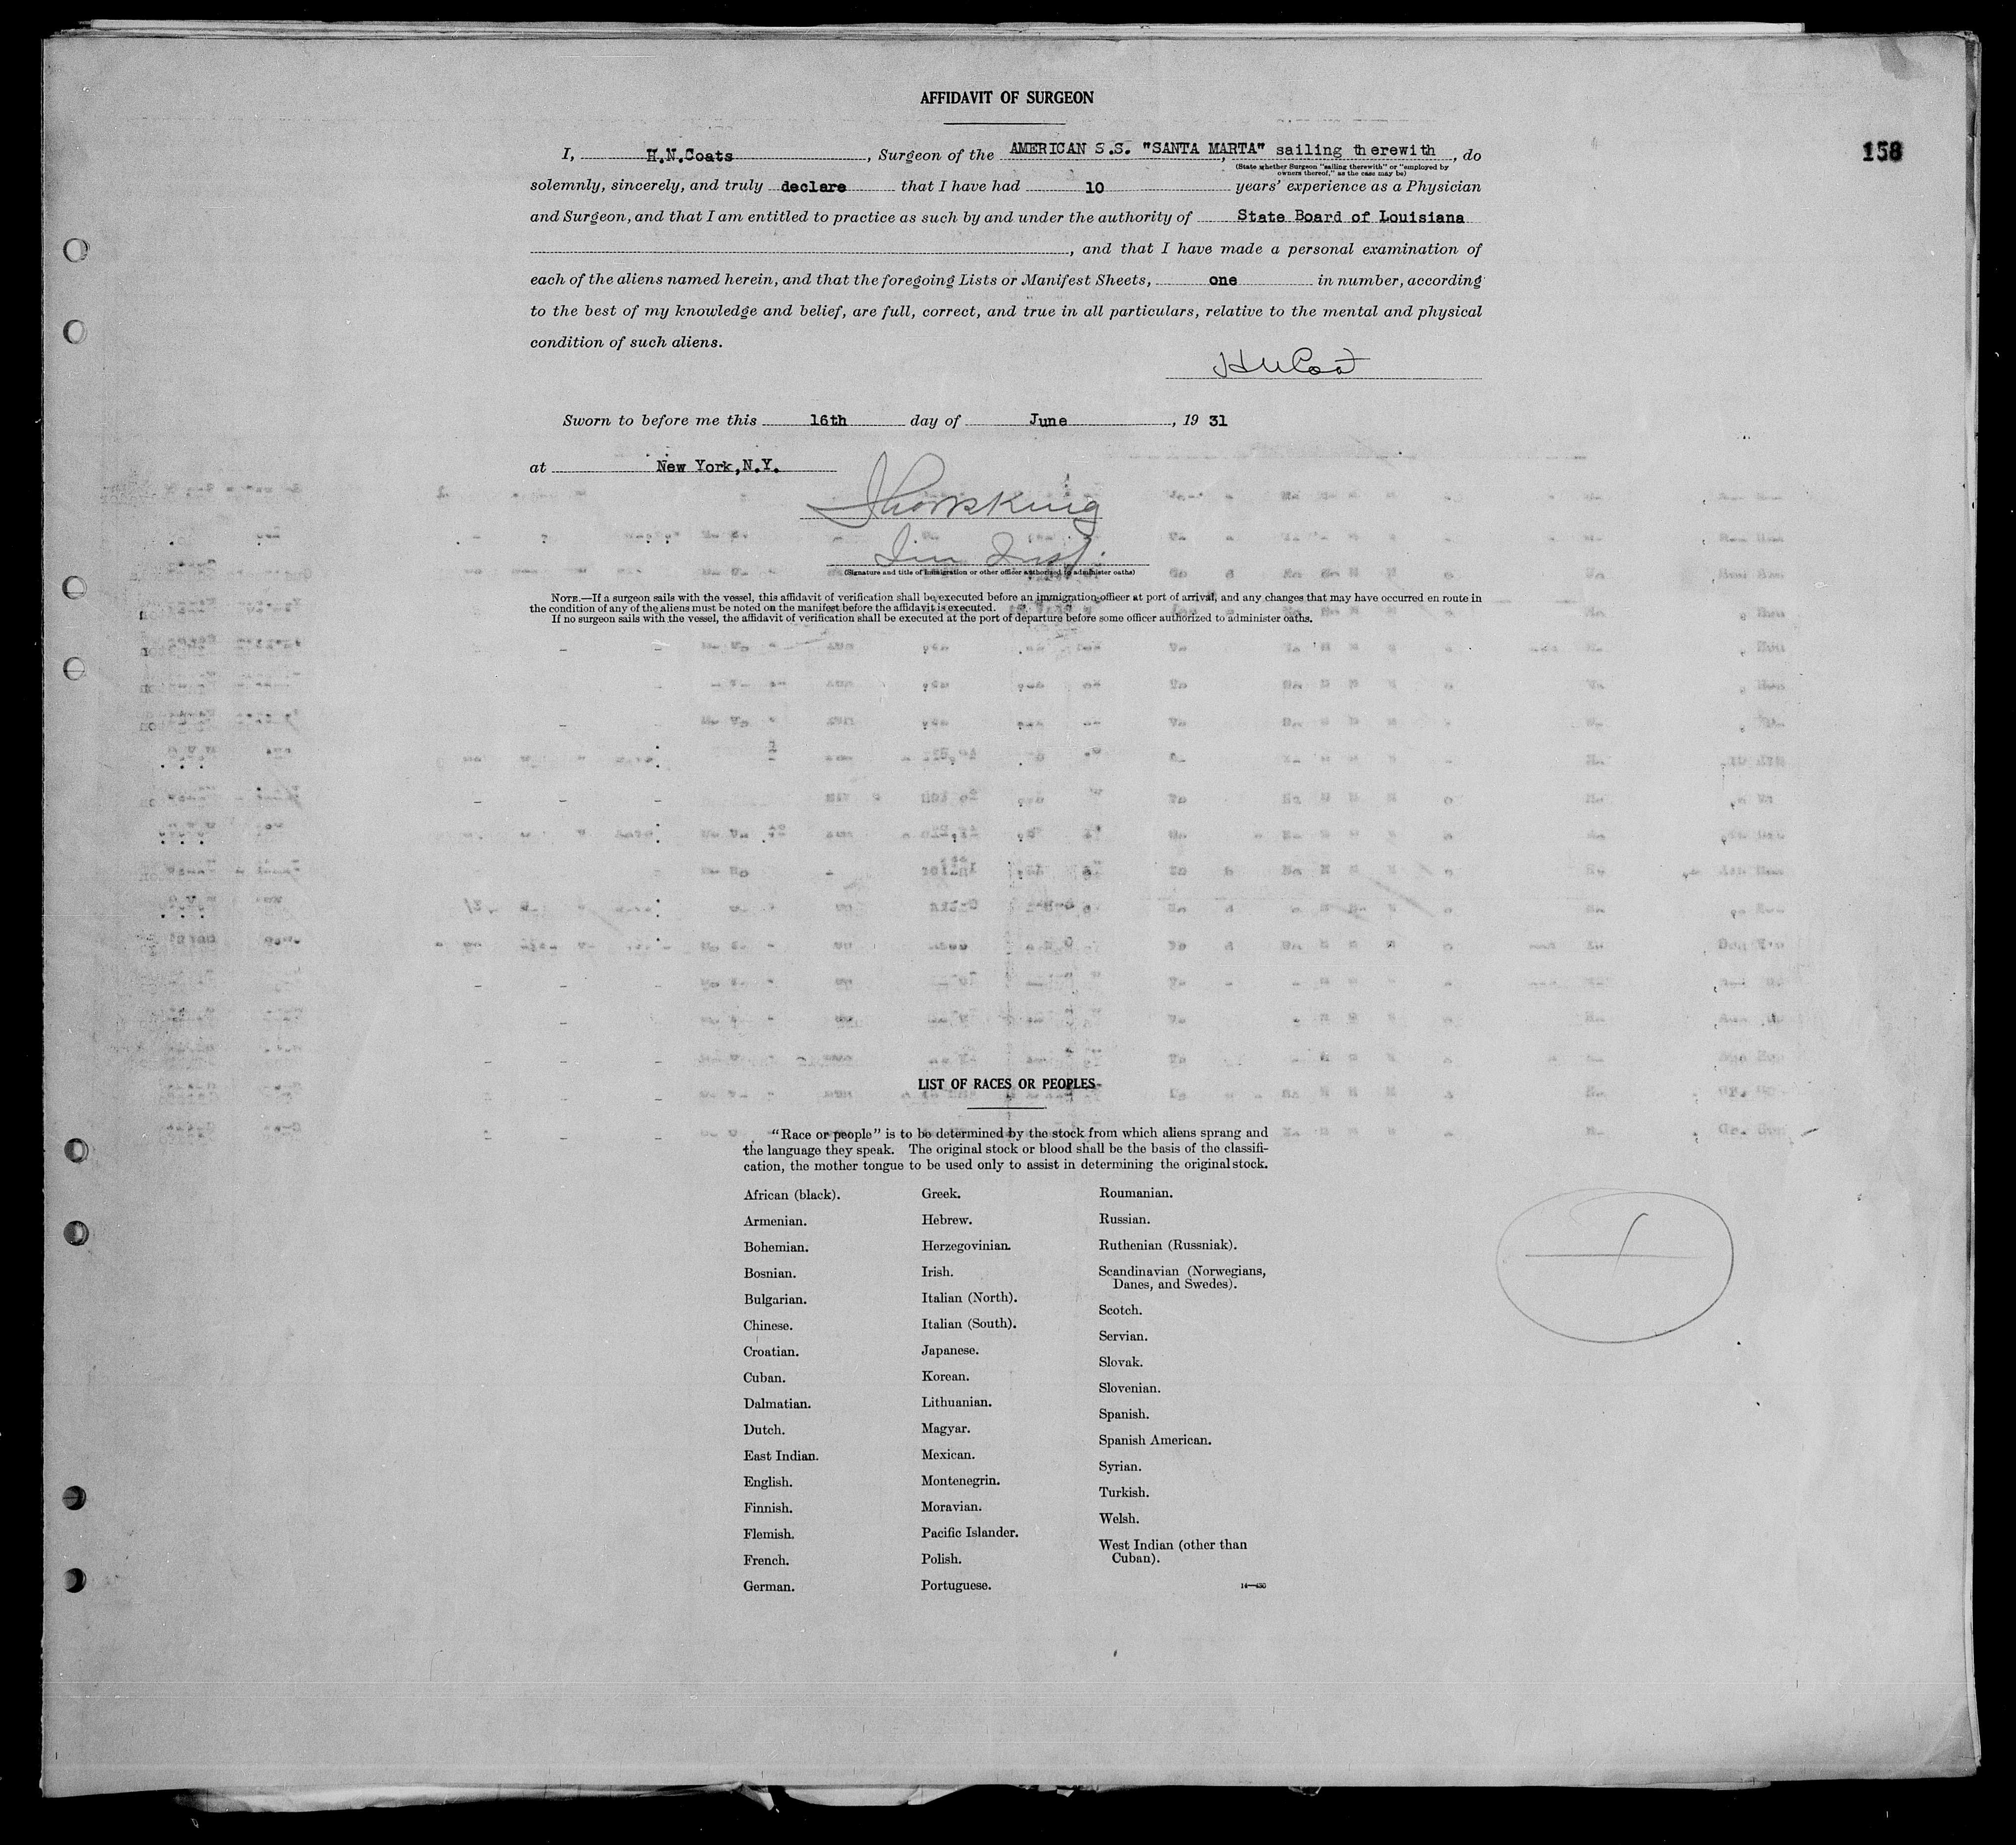 AFFIDAVIT OF SURGEON
158
I, H.N.Coats, Surgeon of the AMERICAN S.S. "SANTA MARTA", sailing therewith, do
(State whether Surgeon "sailing therewith" or "employed by
owners thereof," as the case may be)
solemnly, sincerely, and truly declare that I have had 10 years' experience as a Physician
and Surgeon, and that I am entitled to practice as such by and under the authority of State Board of Louisiana
, and that I have made a personal examination of
each of the aliens named herein, and that the foregoing Lists or Manifest Sheets, one in number, according
to the best of my knowledge and belief, are full, correct, and true in all particulars, relative to the mental and physical
condition of such aliens.
Sworn to before me this 16th day of June, 1931
at New York,N.Y.
(Signature and title of immigration or other officer authorized to administer oaths)
NOTE.—If a surgeon sails with the vessel, this affidavit of verification shall be executed before an immigration officer at port of arrival, and any changes that may have occurred en route in
the condition of any of the aliens must be noted on the manifest before the affidavit is executed.
If no surgeon sails with the vessel, the affidavit of verification shall be executed at the port of departure before some officer authorized to administer oaths.
LIST OF RACES OR PEOPLES
"Race or people" is to be determined by the stock from which aliens sprang and
the language they speak. The original stock or blood shall be the basis of the classifi-
cation, the mother tongue to be used only to assist in determining the original stock.
African (black).
Armenian.
Bohemian.
Bosnian.
Bulgarian.
Chinese.
Croatian.
Cuban.
Dalmatian.
Dutch.
East Indian.
English.
Finnish.
Flemish.
French.
German.
Greek.
Hebrew.
Herzegovinian.
Irish.
Italian (North).
Italian (South).
Japanese.
Korean.
Lithuanian.
Magyar.
Mexican.
Montenegrin.
Moravian.
Pacific Islander.
Polish.
Portuguese.
Roumanian.
Russian.
Ruthenian (Russniak).
Scandinavian (Norwegians,
Danes, and Swedes).
Scotch.
Servian.
Slovak.
Slovenian.
Spanish.
Spanish American.
Syrian.
Turkish.
Welsh.
West Indian (other than
Cuban).
14—430